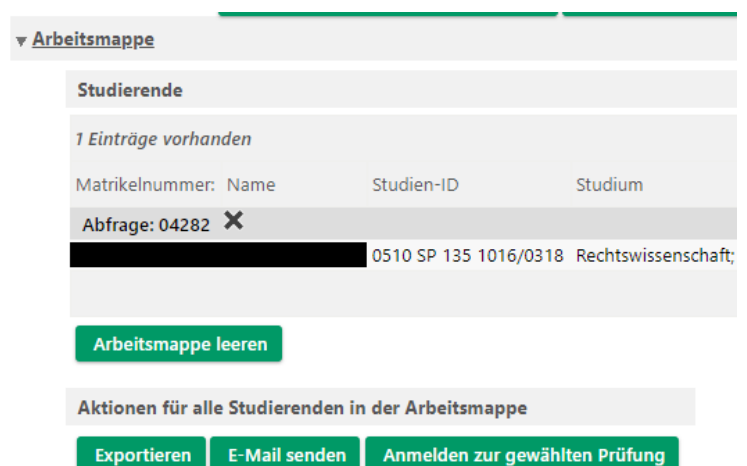 Arbeitsmappe
Studierende
1 Einträge vorhanden
Matrikelnummer: Name Studien-ID Studium
Abfrage: 04282
0510 SP 135 1016/0318 Rechtswissenschaft;
Arbeitsmappe leeren
Aktionen für alle Studierenden in der Arbeitsmappe
Exportieren E-Mail senden Anmelden zur gewählten Prüfung